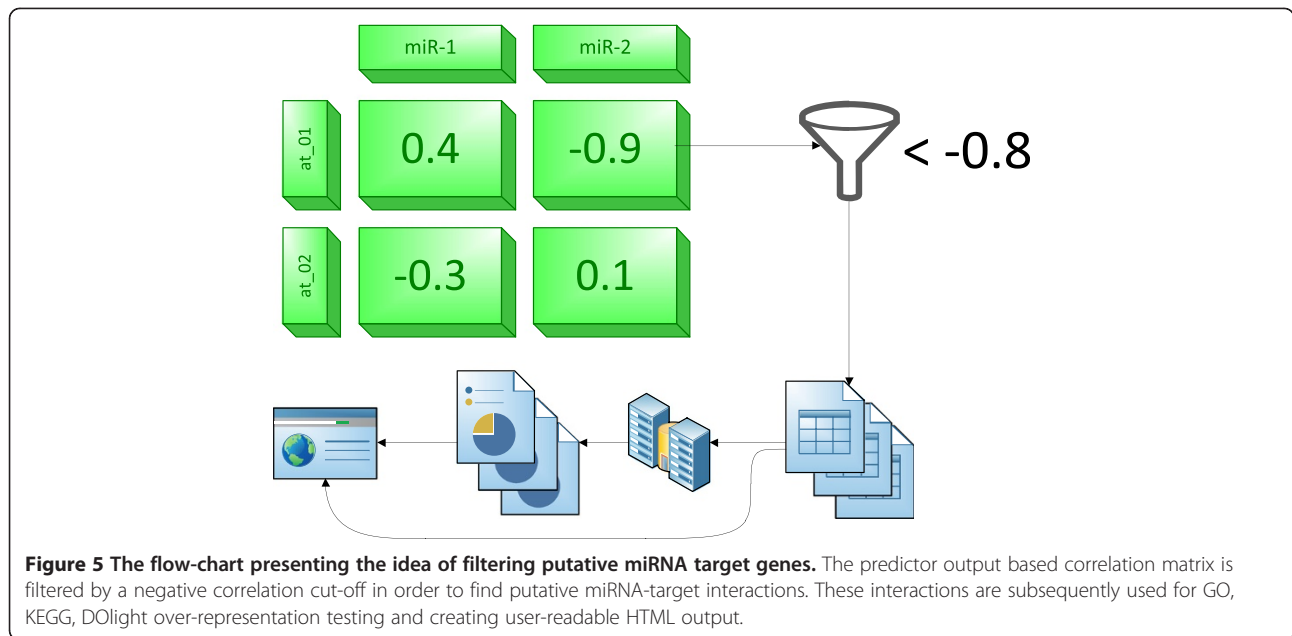 miR-1 miR-2
at_01 0.4 -0.9 < -0.8
at_02 -0.3 0.1
Figure 5 The flow-chart presenting the idea of filtering putative miRNA target genes. The predictor output based correlation matrix is
filtered by a negative correlation cut-off in order to find putative miRNA-target interactions. These interactions are subsequently used for GO,
KEGG, DOlight over-representation testing and creating user-readable HTML output.